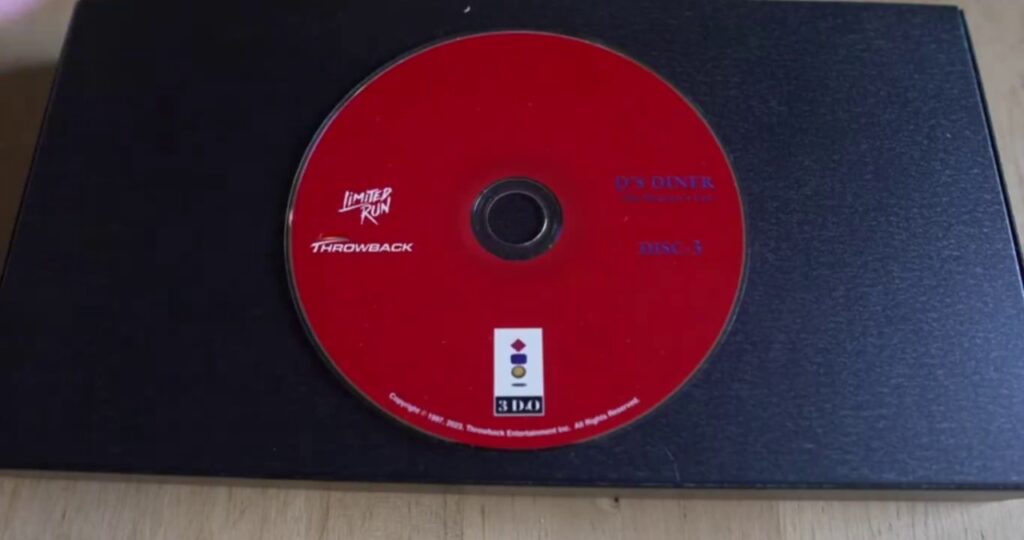 LIMITED
RUN
THROWBACK
D'S DINER
DISC-3
3DO
Copyright © 1997, 2023, Throwback Entertainment Inc. All Rights Reserved.